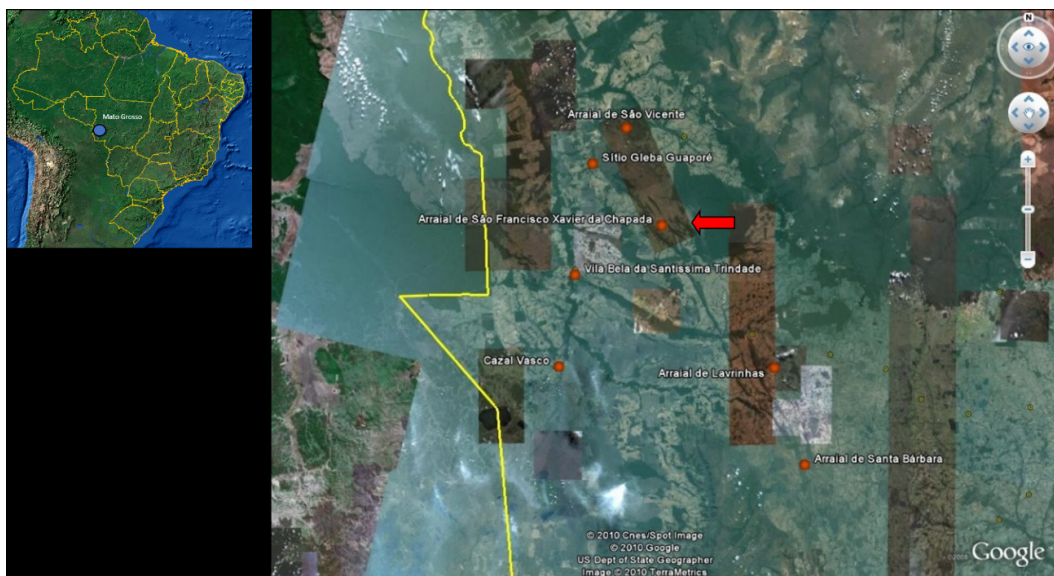 Mato Grosso
N
Arraial de São Vicente
Sítio Gleba Guaporé
Arraial de São Francisco Xavier da Chapada
Vila Bela da Santíssima Trindade
Cazal Vasco
Arraial de Lavrinhas
Arraial de Santa Bárbara
© 2010 Cnes/Spot Image
© 2010 Google
US Dept of State Geographer
Image © 2010 TerraMetrics
Google